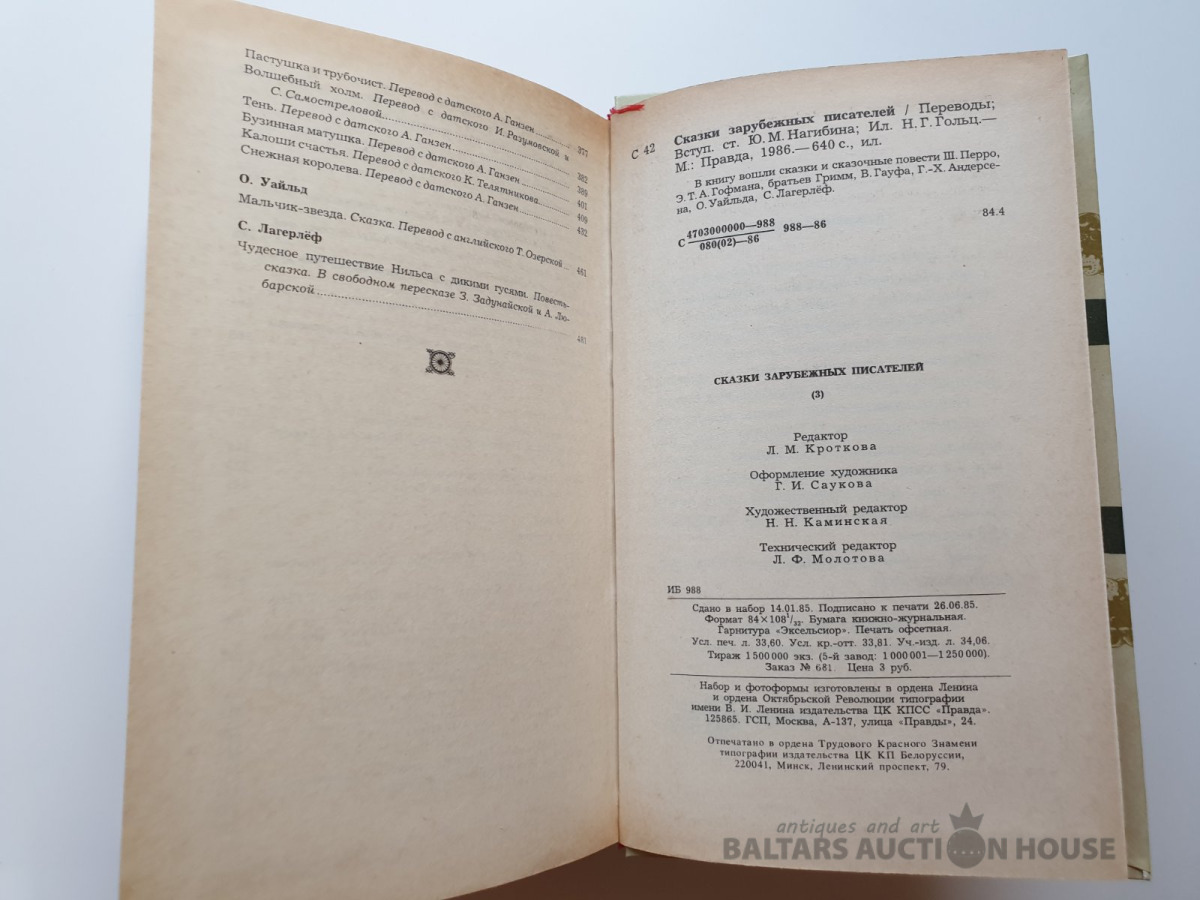 Пастушка и трубочист. Перевод с датского А. Ганзен 377
Волшебный холм. Перевод с датского И. Разумовской и
С. Самостреловой 382
Тень. Перевод с датского А. Ганзен 389
Бузинная матушка. Перевод с датского А. Ганзен 401
Калоши счастья. Перевод с датского К. Телятникова 409
Снежная королева. Перевод с датского А. Ганзен 432
О. Уайльд
Мальчик-звезда. Сказка. Перевод с английского Т. Озерской 461
С. Лагерлёф
Чудесное путешествие Нильса с дикими гусями. Повесть-
сказка. В свободном пересказе З. Задунайской и А. Лю-
барской 481
С 42
Сказки зарубежных писателей / Переводы;
Вступ. ст. Ю. М. Нагибина; Ил. Н. Г. Гольц.—
М.: Правда, 1986.— 640 с., ил.
В книгу вошли сказки и сказочные повести Ш. Перро,
Э. Т. А. Гофмана, братьев Гримм, В. Гауфа, Г.-Х. Андерсе-
на, О. Уайльда, С. Лагерлёф.
84.4
С 4703000000—988 / 080(02)—86 988—86
СКАЗКИ ЗАРУБЕЖНЫХ ПИСАТЕЛЕЙ
(3)
Редактор
Л. М. Кроткова
Оформление художника
Г. И. Саукова
Художественный редактор
Н. Н. Каминская
Технический редактор
Л. Ф. Молотова
ИБ 988
Сдано в набор 14.01.85. Подписано к печати 26.06.85.
Формат 84×108 1/32. Бумага книжно-журнальная.
Гарнитура «Эксельсиор». Печать офсетная.
Усл. печ. л. 33,60. Усл. кр.-отт. 33,81. Уч.-изд. л. 34,06.
Тираж 1 500 000 экз. (5-й завод: 1 000 001—1 250 000).
Заказ № 681. Цена 3 руб.
Набор и фотоформы изготовлены в ордена Ленина
и ордена Октябрьской Революции типографии
имени В. И. Ленина издательства ЦК КПСС «Правда».
125865. ГСП, Москва, А-137, улица «Правды», 24.
Отпечатано в ордена Трудового Красного Знамени
типографии издательства ЦК КП Белоруссии,
220041, Минск, Ленинский проспект, 79.
antiques and art
BALTARS AUCTION HOUSE